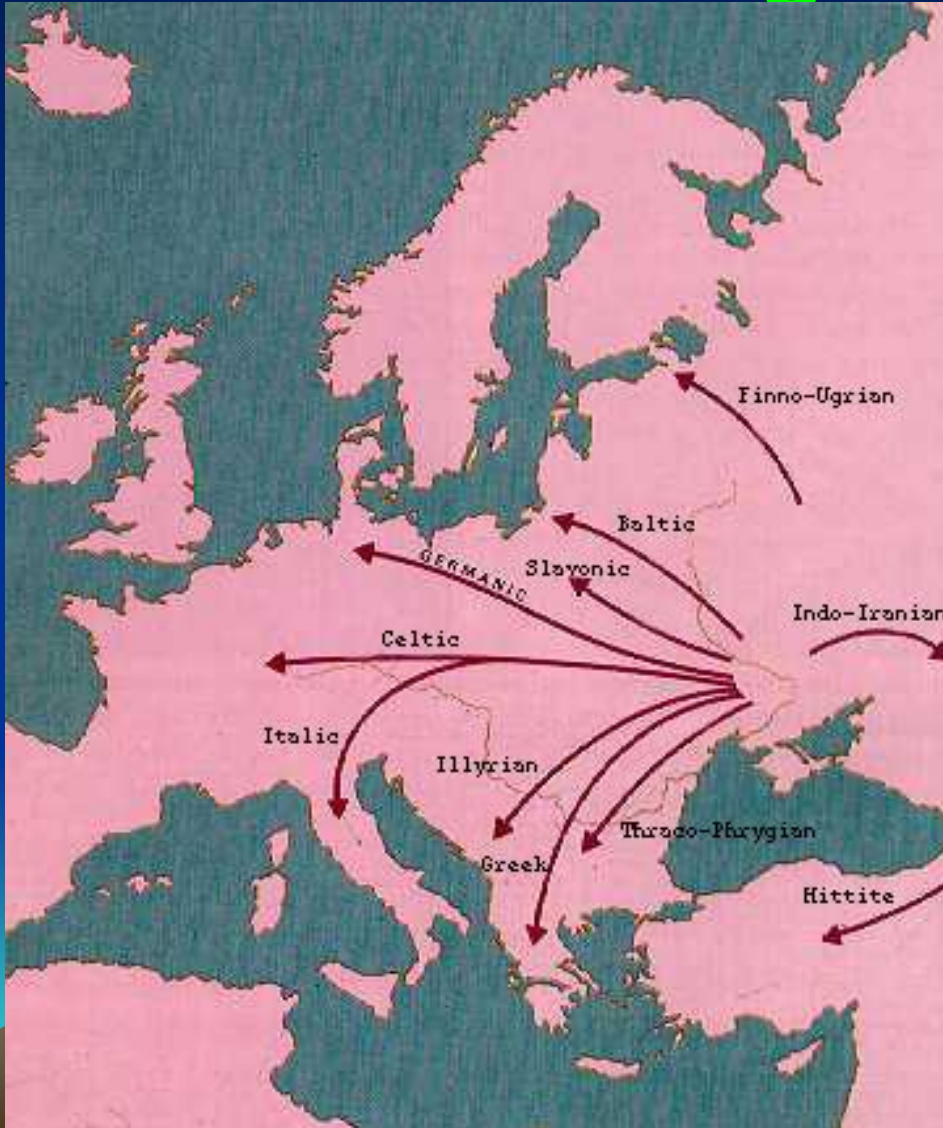 Finno-Ugrian
Baltic
GERMANIC
Slavonic
Indo-Iranian
Celtic
Italic
Illyrian
Thraco-Phrygian
Greek
Hittite